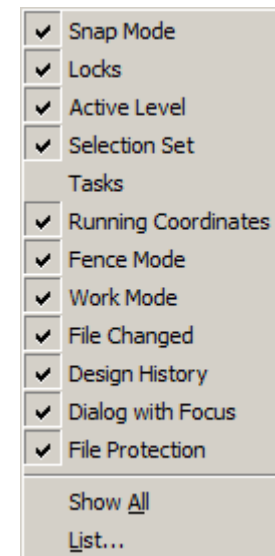 Snap Mode
Locks
Active Level
Selection Set
Tasks
Running Coordinates
Fence Mode
Work Mode
File Changed
Design History
Dialog with Focus
File Protection
Show All
List...